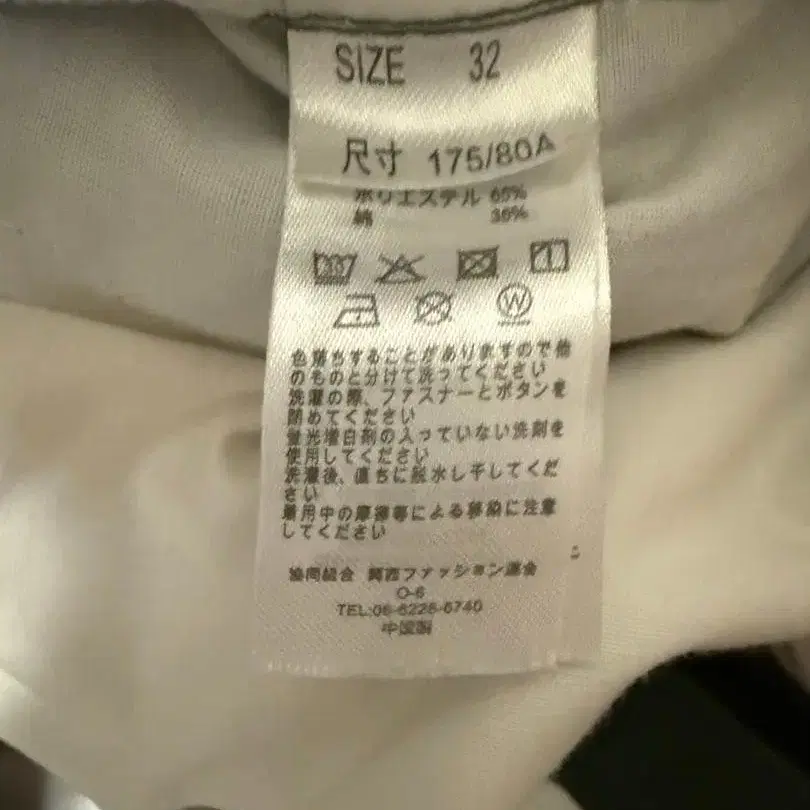 SIZE 32
尺寸 175/80A
ポリエステル 65%
綿 35%
30
W
色落ちすることがありますので他
のものと分けて洗ってください
洗濯の際、ファスナーとボタンを
閉めてください
蛍光増白剤の入っていない洗剤を
使用してください
洗濯後、直ちに脱水し干してくだ
さい
着用中の摩擦等による移染に注意
してください
協同組合 関西ファッション連合
O-6
TEL:06-6228-6740
中国製